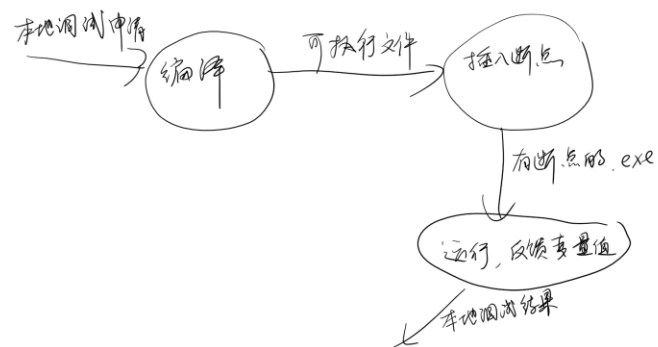 本地调试申请
编译
可执行文件
插入断点
有断点的.exe
运行,反馈变量值
本地调试结果